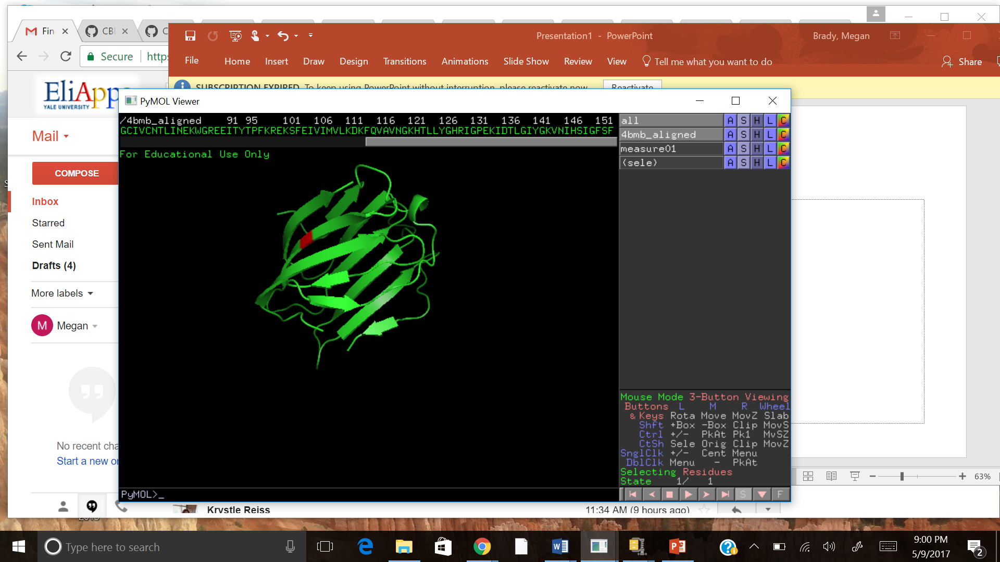 Fin
CB
C
Secure
https
Presentation1 - PowerPoint
Brady, Megan
File
Home
Insert
Draw
Design
Transitions
Animations
Slide Show
Review
View
Tell me what you want to do
Share
SUBSCRIPTION EXPIRED To keep using PowerPoint without interruption, please reactivate now.
Reactivate
EliApps
YALE UNIVERSITY
PyMOL Viewer
/4bmb_aligned 91 95 101 106 111 116 121 126 131 136 141 146 151
GCIVCNTLINEKWGREEITYTPFKREKSFEIVIMVLKDKFQVAVNGKHTLLYGHRIGPEKIDTLGIYGKVNIHSIGFSF
For Educational Use Only
all A S H L C
4bmb_aligned A S H L C
measure01 A S H L C
(sele) A S H L C
Mail
COMPOSE
Inbox
Starred
Sent Mail
Drafts (4)
More labels
M
Megan
No recent cha
Start a new o
Mouse Mode 3-Button Viewing
Buttons L M R Wheel
& Keys Rota Move MovZ Slab
Shft +Box -Box Clip MovS
Ctrl +/- PkAt Pk1 MvSZ
CtSh Sele Orig Clip MovZ
SnglClk +/- Cent Menu
DblClk Menu - PkAt
Selecting Residues
State 1/ 1
S
F
PyMOL>_
63%
Krystle Reiss
11:34 AM (9 hours ago)
2015
Type here to search
9:00 PM
5/9/2017
2